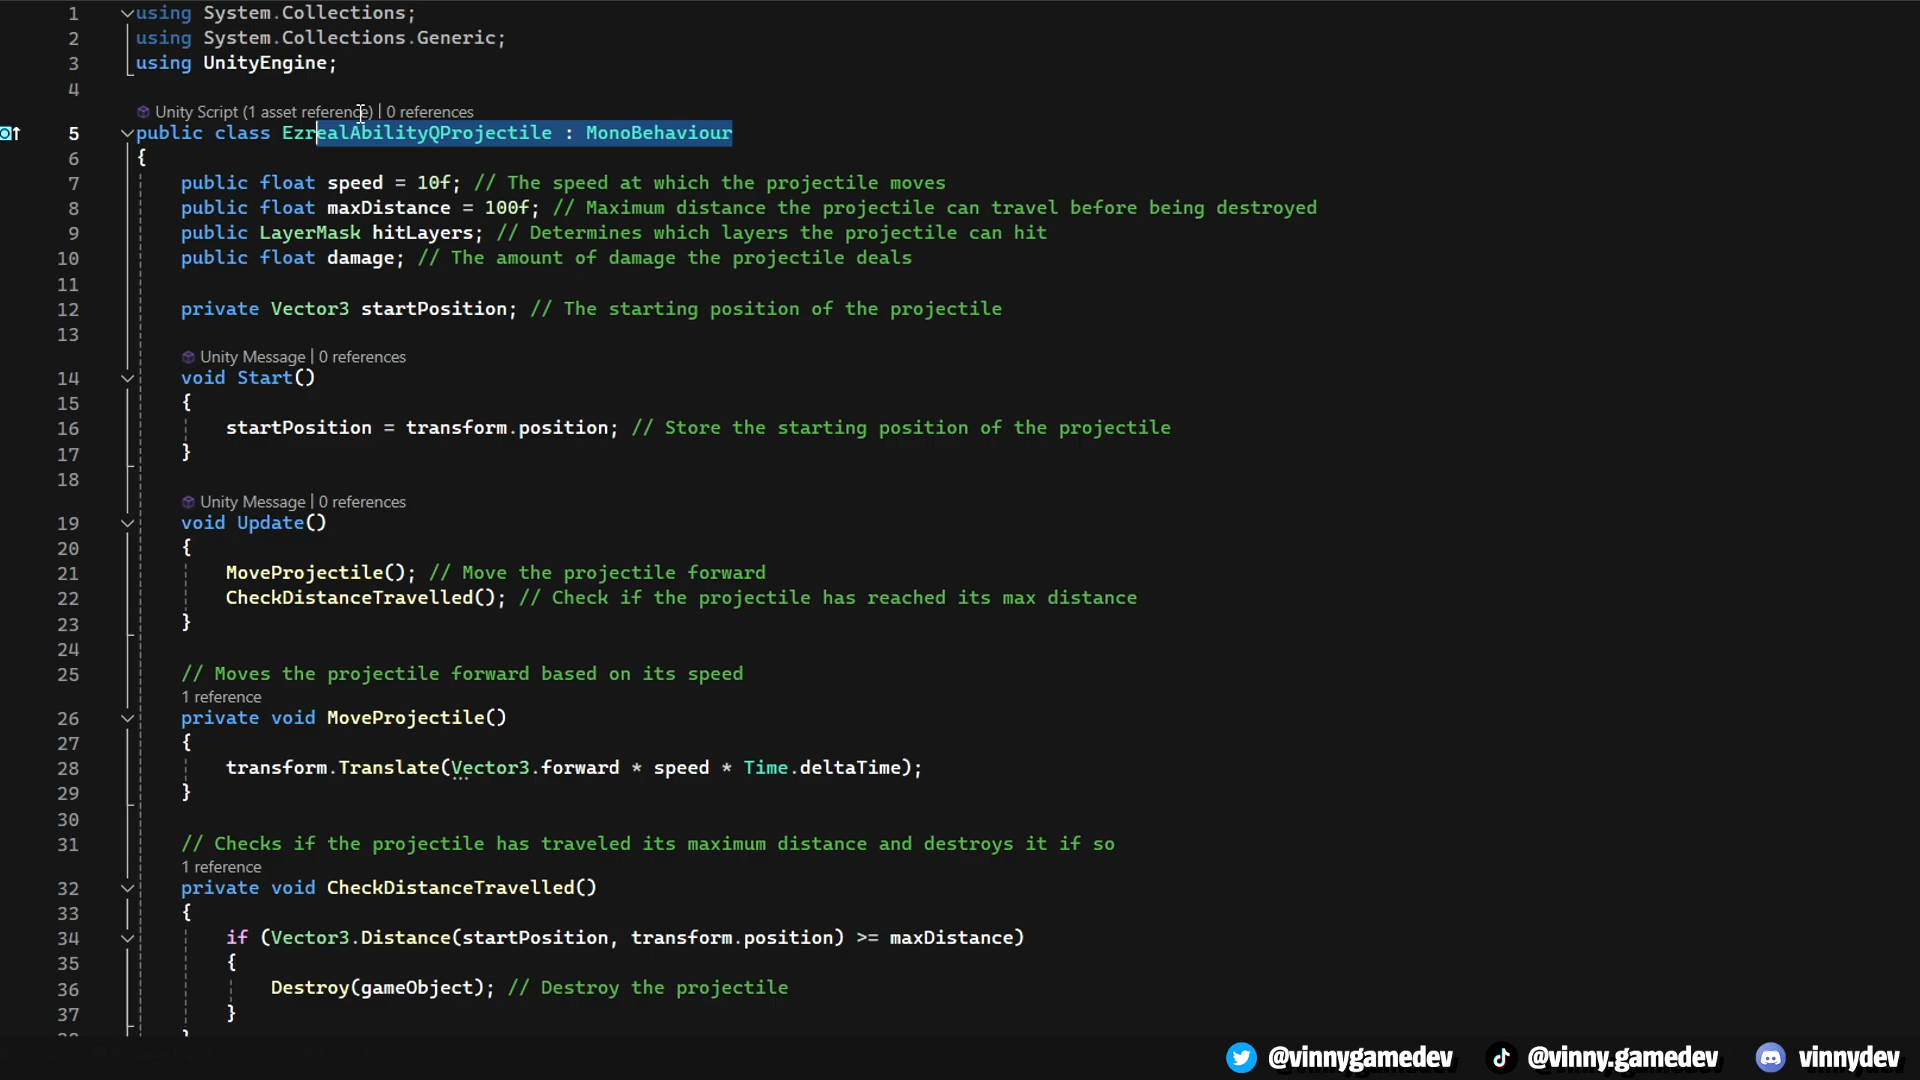 1 using System.Collections;
2 using System.Collections.Generic;
3 using UnityEngine;
4
Unity Script (1 asset reference) | 0 references
5 public class EzrealAbilityQProjectile : MonoBehaviour
6 {
7 public float speed = 10f; // The speed at which the projectile moves
8 public float maxDistance = 100f; // Maximum distance the projectile can travel before being destroyed
9 public LayerMask hitLayers; // Determines which layers the projectile can hit
10 public float damage; // The amount of damage the projectile deals
11
12 private Vector3 startPosition; // The starting position of the projectile
13
Unity Message | 0 references
14 void Start()
15 {
16 startPosition = transform.position; // Store the starting position of the projectile
17 }
18
Unity Message | 0 references
19 void Update()
20 {
21 MoveProjectile(); // Move the projectile forward
22 CheckDistanceTravelled(); // Check if the projectile has reached its max distance
23 }
24
25 // Moves the projectile forward based on its speed
1 reference
26 private void MoveProjectile()
27 {
28 transform.Translate(Vector3.forward * speed * Time.deltaTime);
29 }
30
31 // Checks if the projectile has traveled its maximum distance and destroys it if so
1 reference
32 private void CheckDistanceTravelled()
33 {
34 if (Vector3.Distance(startPosition, transform.position) >= maxDistance)
35 {
36 Destroy(gameObject); // Destroy the projectile
37 }
@vinnygamedev @vinny.gamedev vinnydev